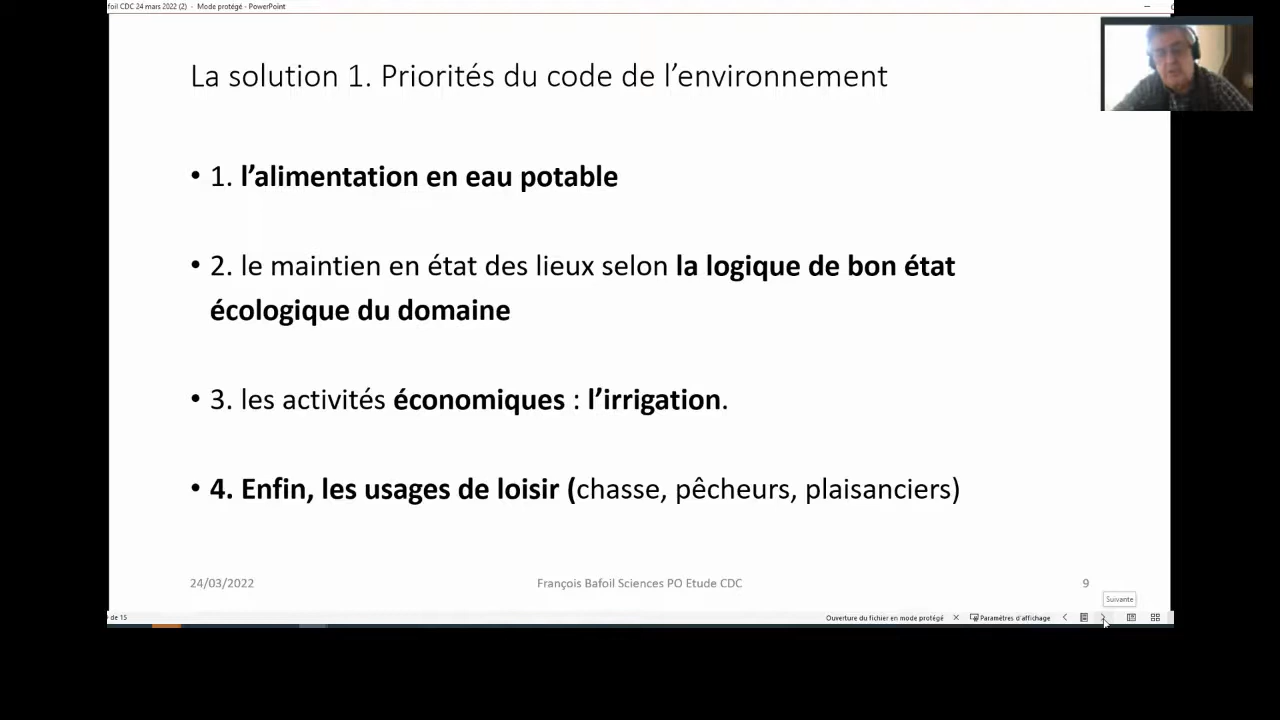 foil CDC 24 mars 2022 (2) - Mode protégé - PowerPoint
La solution 1. Priorités du code de l’environnement
• 1. l’alimentation en eau potable
• 2. le maintien en état des lieux selon la logique de bon état
écologique du domaine
• 3. les activités économiques : l’irrigation.
• 4. Enfin, les usages de loisir (chasse, pêcheurs, plaisanciers)
24/03/2022 François Bafoil Sciences PO Etude CDC 9
Suivante
de 15 Ouverture du fichier en mode protégé Paramètres d'affichage